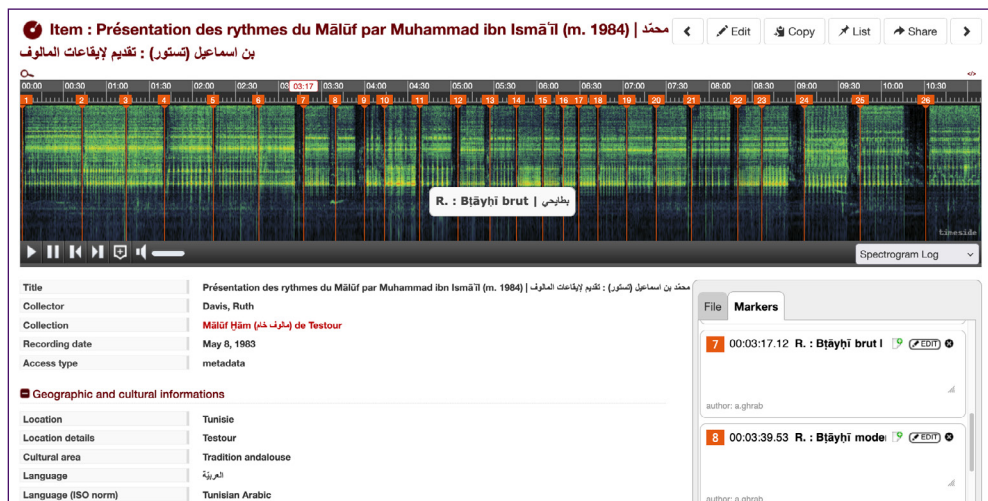 Item : Présentation des rythmes du Mālūf par Muhammad ibn Ismāʿīl (m. 1984) | محمّد
بن اسماعيل (تستور) : تقديم لإيقاعات المالوف
Edit Copy List Share
00:00 00:30 01:00 01:30 02:00 02:30 03 03:17 03:30 04:00 04:30 05:00 05:30 06:00 06:30 07:00 07:30 08:00 08:30 09:00 09:30 10:00 10:30
1 2 3 4 5 6 7 8 9 10 11 12 13 14 15 16 17 18 19 20 21 22 23 24 25 26
R. : Bṭāyḥī brut | بطايحي
timeside
Spectrogram Log
Title Présentation des rythmes du Mālūf par Muhammad ibn Ismāʿīl (m. 1984) | محمّد بن اسماعيل (تستور) : تقديم لإيقاعات المالوف
Collector Davis, Ruth
Collection Mālūf Ḫām (مالوف خام) de Testour
Recording date May 8, 1983
Access type metadata
Geographic and cultural informations
Location Tunisie
Location details Testour
Cultural area Tradition andalouse
Language العربيّة
Language (ISO norm) Tunisian Arabic
File Markers
7 00:03:17.12 R. : Bṭāyḥī brut | EDIT
author: a.ghrab
8 00:03:39.53 R. : Bṭāyḥī mode EDIT
author: a.ghrab